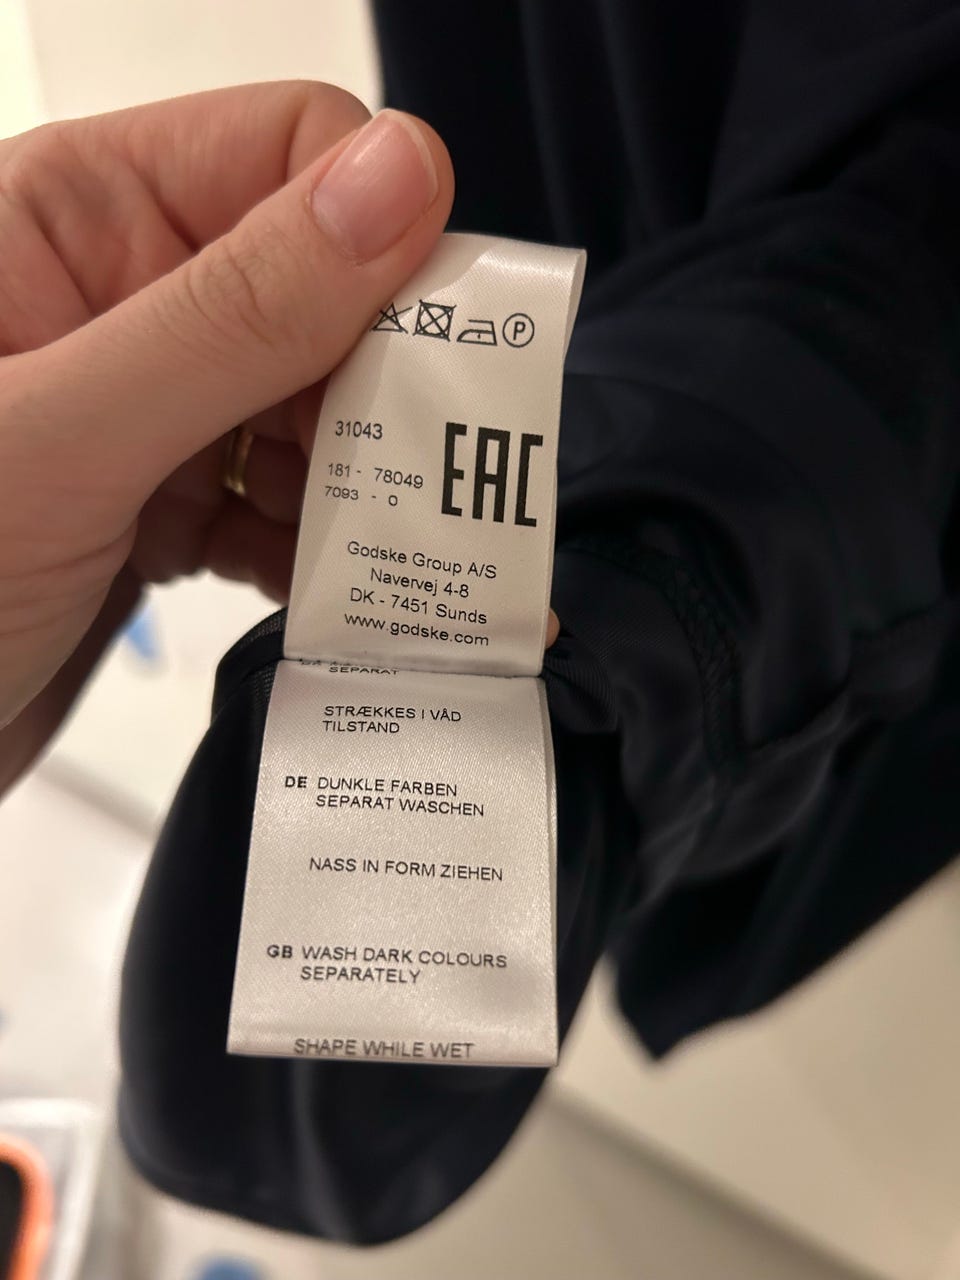 P
31043
181 - 78049
7093 - 0
EAC
Godske Group A/S
Navervej 4-8
DK - 7451 Sunds
www.godske.com
SEPARAT
STRÆKKES I VÅD
TILSTAND
DE DUNKLE FARBEN
SEPARAT WASCHEN
NASS IN FORM ZIEHEN
GB WASH DARK COLOURS
SEPARATELY
SHAPE WHILE WET